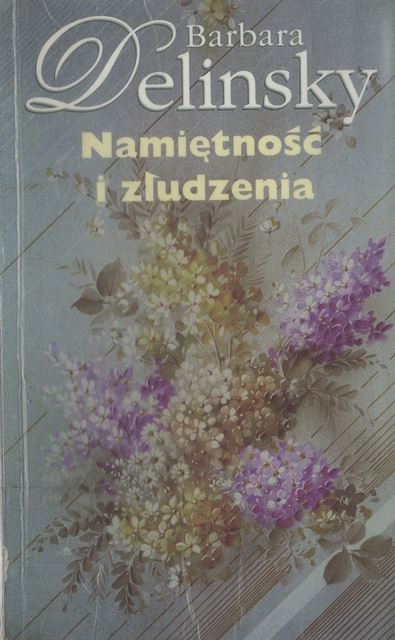 Barbara
Delinsky
Namiętność
i złudzenia